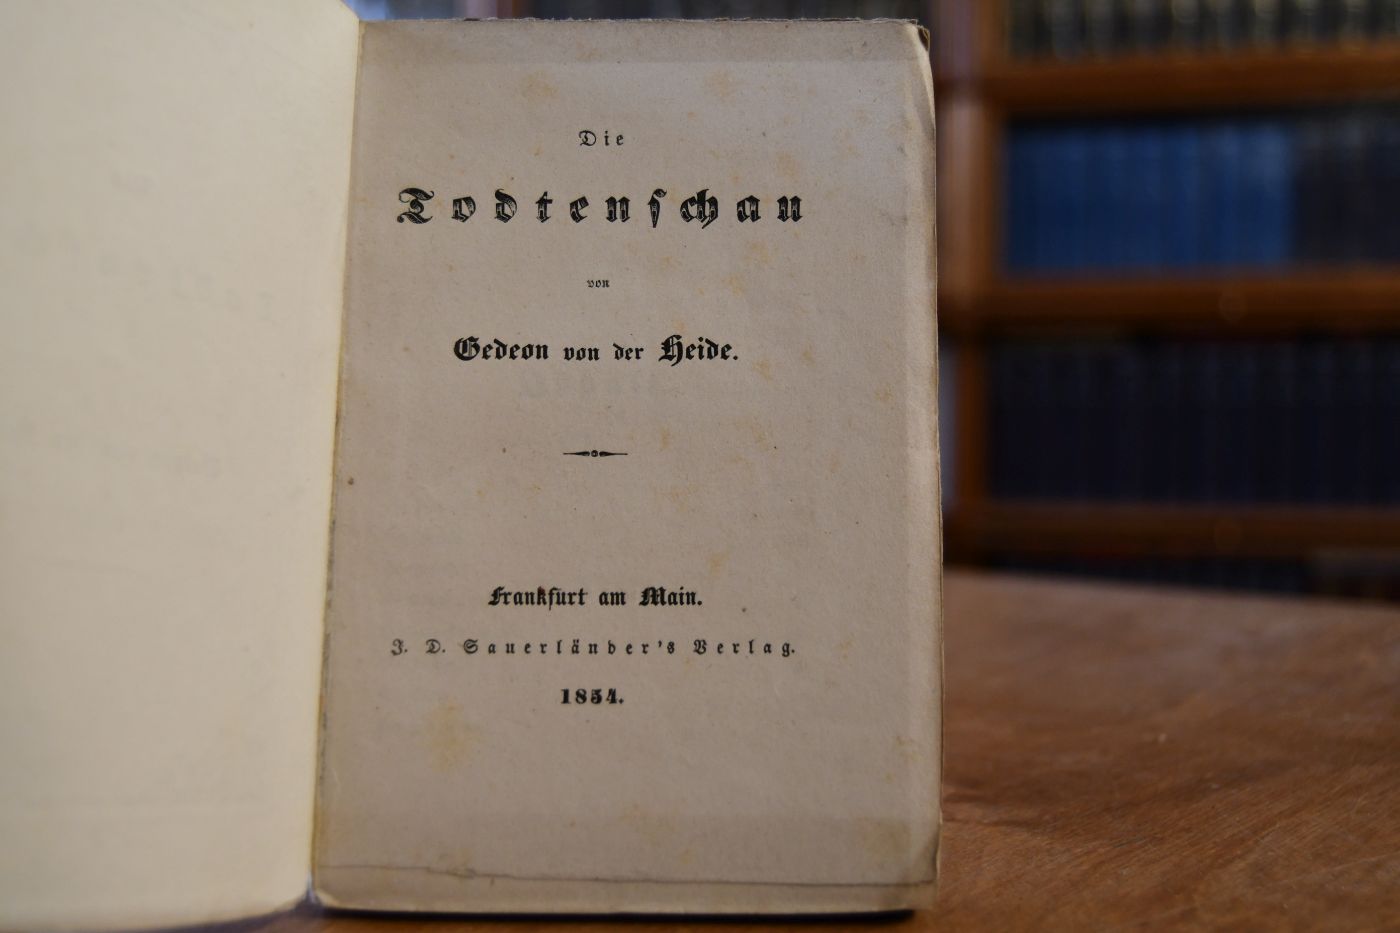 Die
Todtenschau
von
Gedeon von der Heide.
Frankfurt am Main.
J. D. Sauerländer's Verlag.
1854.